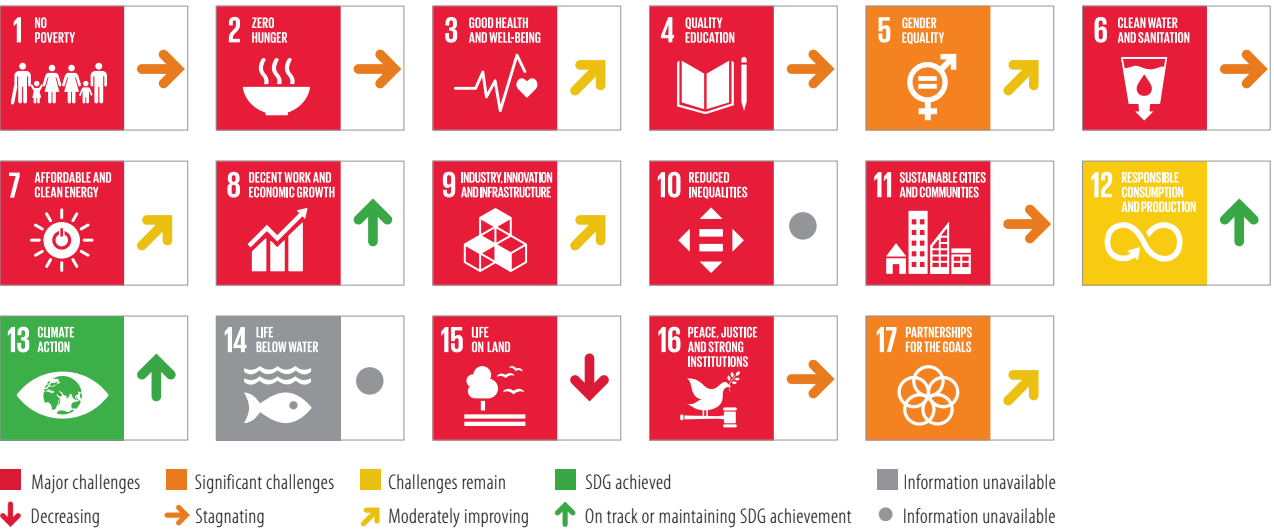 1 NO
POVERTY
2 ZERO
HUNGER
3 GOOD HEALTH
AND WELL-BEING
4 QUALITY
EDUCATION
5 GENDER
EQUALITY
6 CLEAN WATER
AND SANITATION
7 AFFORDABLE AND
CLEAN ENERGY
8 DECENT WORK AND
ECONOMIC GROWTH
9 INDUSTRY, INNOVATION
AND INFRASTRUCTURE
10 REDUCED
INEQUALITIES
11 SUSTAINABLE CITIES
AND COMMUNITIES
12 RESPONSIBLE
CONSUMPTION
AND PRODUCTION
13 CLIMATE
ACTION
14 LIFE
BELOW WATER
15 LIFE
ON LAND
16 PEACE, JUSTICE
AND STRONG
INSTITUTIONS
17 PARTNERSHIPS
FOR THE GOALS
Major challenges
Significant challenges
Challenges remain
SDG achieved
Information unavailable
Decreasing
Stagnating
Moderately improving
On track or maintaining SDG achievement
Information unavailable